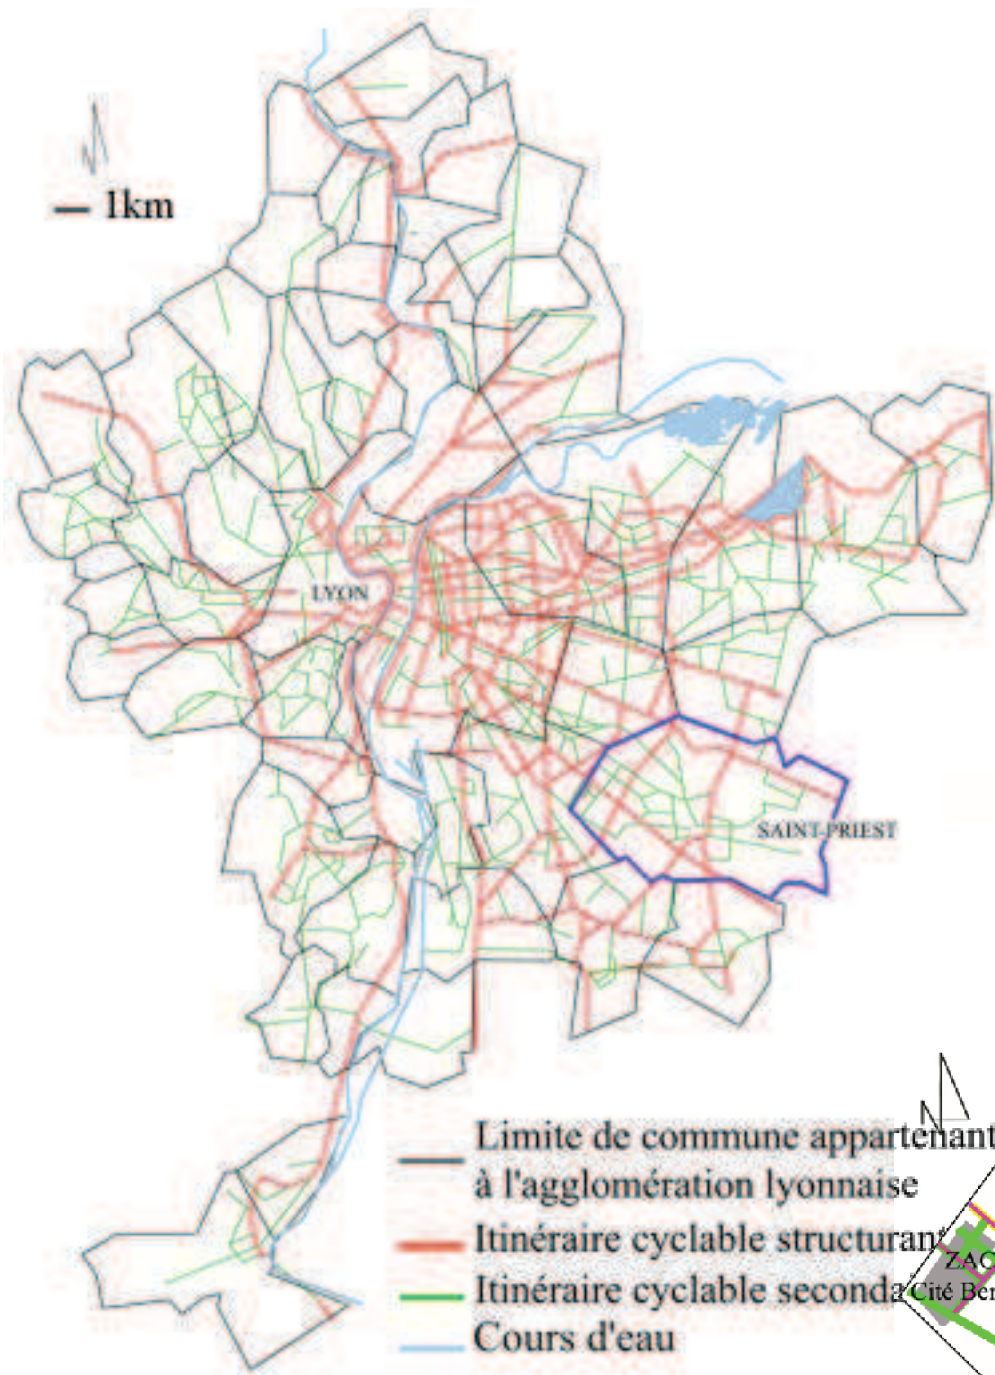 1km
LYON
SAINT-PRIEST
Limite de commune appartenant
à l'agglomération lyonnaise
Itinéraire cyclable structurant
Itinéraire cyclable seconda
ZAC
Cité Ber
Cours d'eau